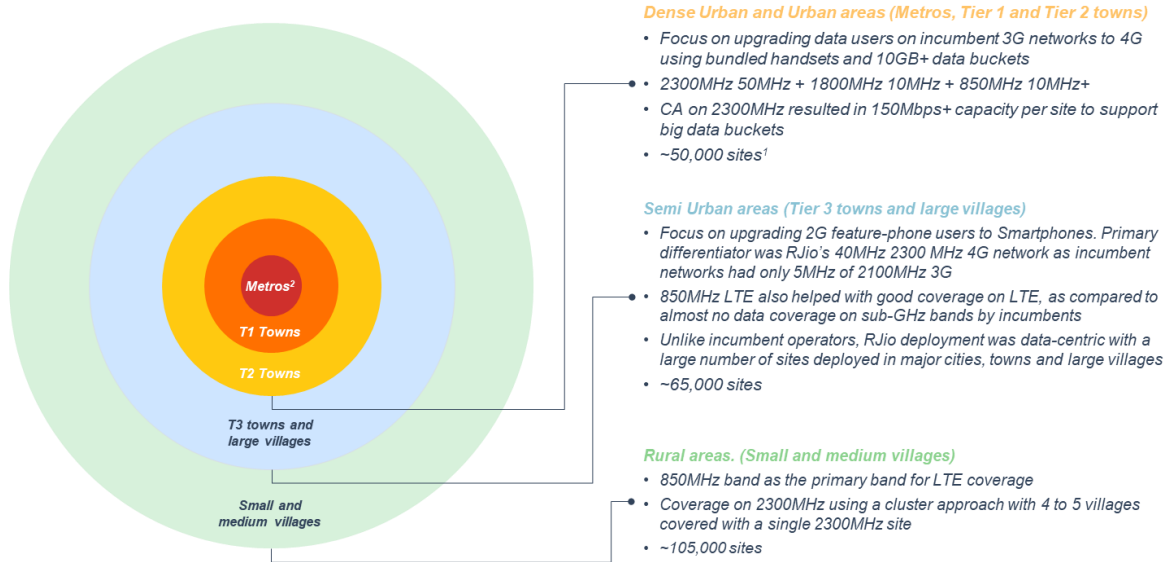 Dense Urban and Urban areas (Metros, Tier 1 and Tier 2 towns)
• Focus on upgrading data users on incumbent 3G networks to 4G
using bundled handsets and 10GB+ data buckets
• 2300MHz 50MHz + 1800MHz 10MHz + 850MHz 10MHz+
• CA on 2300MHz resulted in 150Mbps+ capacity per site to support
big data buckets
• ~50,000 sites¹
Semi Urban areas (Tier 3 towns and large villages)
• Focus on upgrading 2G feature-phone users to Smartphones. Primary
differentiator was RJio's 40MHz 2300 MHz 4G network as incumbent
networks had only 5MHz of 2100MHz 3G
• 850MHz LTE also helped with good coverage on LTE, as compared to
almost no data coverage on sub-GHz bands by incumbents
• Unlike incumbent operators, RJio deployment was data-centric with a
large number of sites deployed in major cities, towns and large villages
• ~65,000 sites
Rural areas. (Small and medium villages)
• 850MHz band as the primary band for LTE coverage
• Coverage on 2300MHz using a cluster approach with 4 to 5 villages
covered with a single 2300MHz site
• ~105,000 sites
Metros²
T1 Towns
T2 Towns
T3 towns and
large villages
Small and
medium villages